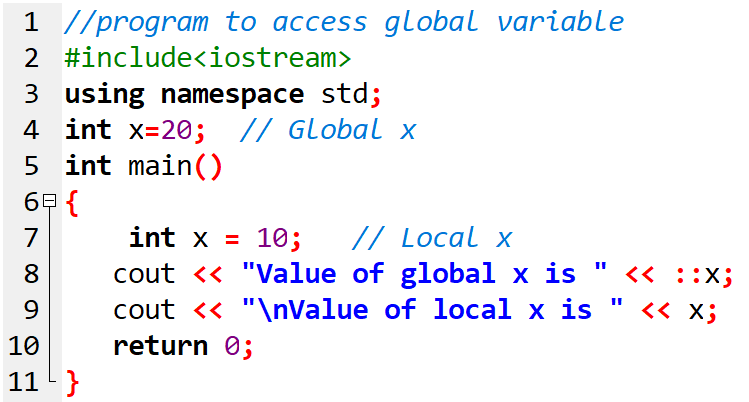 1 //program to access global variable
2 #include<iostream>
3 using namespace std;
4 int x=20;  // Global x
5 int main()
6 {
7     int x = 10;   // Local x
8    cout << "Value of global x is " << ::x;
9    cout << "\nValue of local x is " << x;
10    return 0;
11 }